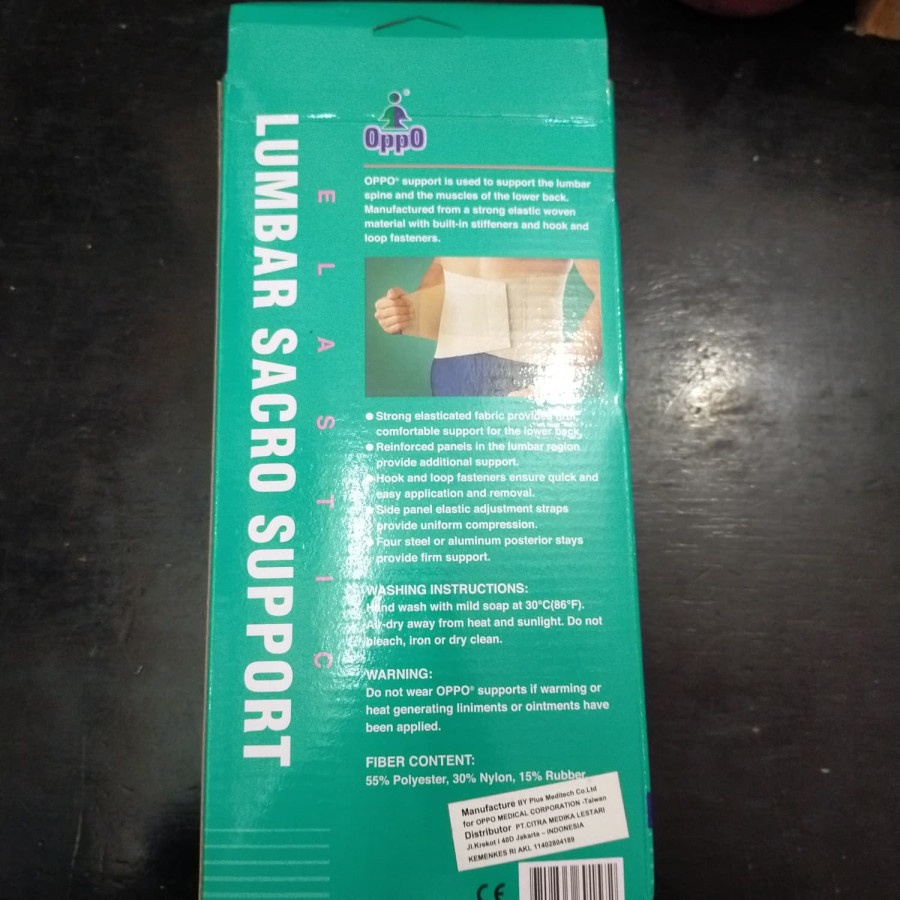 LUMBAR SACRO SUPPORT
ELASTIC
®
OPPO
OPPO® support is used to support the lumbar
spine and the muscles of the lower back.
Manufactured from a strong elastic woven
material with built-in stiffeners and hook and
loop fasteners.
● Strong elasticated fabric provides
comfortable support for the lower back.
● Reinforced panels in the lumbar region
provide additional support.
● Hook and loop fasteners ensure quick and
easy application and removal.
● Side panel elastic adjustment straps
provide uniform compression.
● Four steel or aluminum posterior stays
provide firm support.
WASHING INSTRUCTIONS:
Hand wash with mild soap at 30°C(86°F).
Air-dry away from heat and sunlight. Do not
bleach, iron or dry clean.
WARNING:
Do not wear OPPO® supports if warming or
heat generating liniments or ointments have
been applied.
FIBER CONTENT:
55% Polyester, 30% Nylon, 15% Rubber
Manufacture BY Plus Meditech Co.Ltd
for OPPO MEDICAL CORPORATION -Taiwan
Distributor PT.CITRA MEDIKA LESTARI
Jl.Krekot I 40D Jakarta – INDONESIA
KEMENKES RI AKL 11402804189
CE